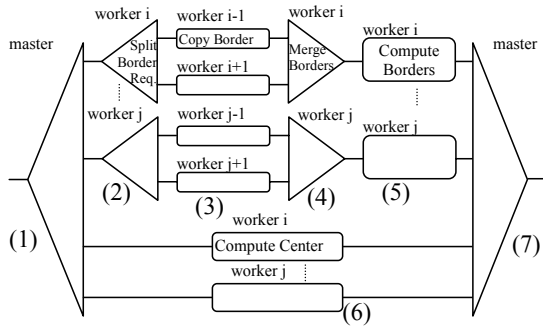 worker i
worker i-1
worker i
master
Split
Border
Req.
Copy Border
Merge
Borders
worker i
Compute
Borders
master
worker i+1
worker j
worker j-1
worker j
worker j
worker j+1
(1)
(2)
(3)
(4)
(5)
(7)
worker i
Compute Center
worker j
(6)